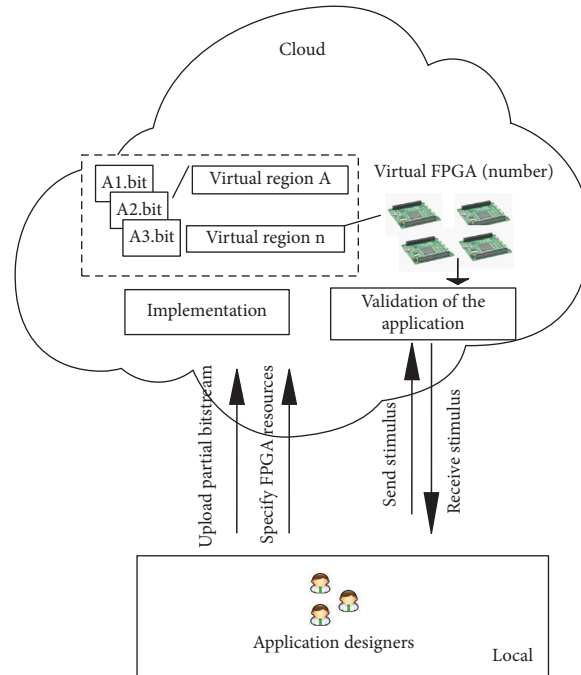 Cloud
A1.bit
A2.bit
A3.bit
Virtual region A
Virtual region n
Virtual FPGA (number)
Implementation
Validation of the
application
Upload partial bitstream
Specify FPGA resources
Send stimulus
Receive stimulus
Application designers
Local